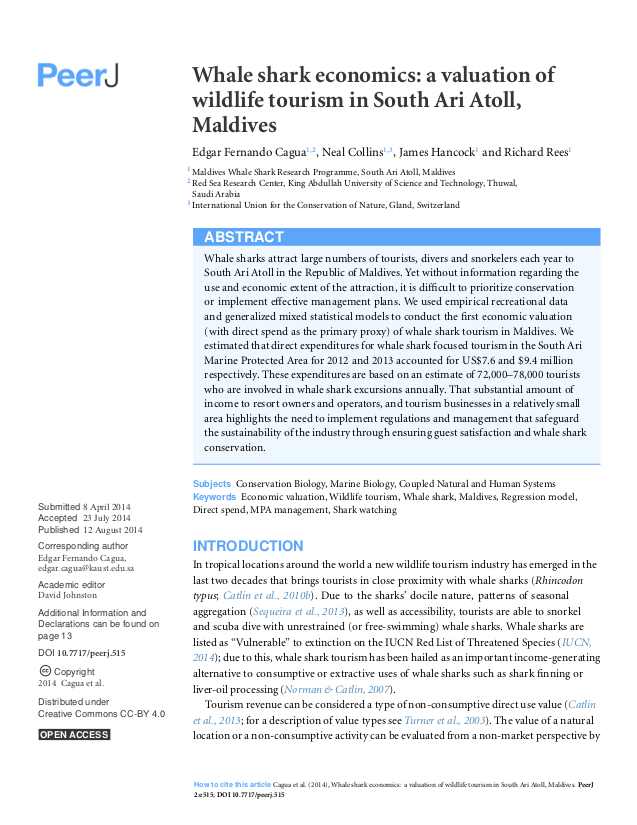 PeerJ
Whale shark economics: a valuation of
wildlife tourism in South Ari Atoll,
Maldives
Edgar Fernando Cagua1,2, Neal Collins1,3, James Hancock1 and Richard Rees1
1 Maldives Whale Shark Research Programme, South Ari Atoll, Maldives
2 Red Sea Research Center, King Abdullah University of Science and Technology, Thuwal,
Saudi Arabia
3 International Union for the Conservation of Nature, Gland, Switzerland
ABSTRACT
Whale sharks attract large numbers of tourists, divers and snorkelers each year to
South Ari Atoll in the Republic of Maldives. Yet without information regarding the
use and economic extent of the attraction, it is difficult to prioritize conservation
or implement effective management plans. We used empirical recreational data
and generalized mixed statistical models to conduct the first economic valuation
(with direct spend as the primary proxy) of whale shark tourism in Maldives. We
estimated that direct expenditures for whale shark focused tourism in the South Ari
Marine Protected Area for 2012 and 2013 accounted for US$7.6 and $9.4 million
respectively. These expenditures are based on an estimate of 72,000–78,000 tourists
who are involved in whale shark excursions annually. That substantial amount of
income to resort owners and operators, and tourism businesses in a relatively small
area highlights the need to implement regulations and management that safeguard
the sustainability of the industry through ensuring guest satisfaction and whale shark
conservation.
Subjects Conservation Biology, Marine Biology, Coupled Natural and Human Systems
Keywords Economic valuation, Wildlife tourism, Whale shark, Maldives, Regression model,
Direct spend, MPA management, Shark watching
Submitted 8 April 2014
Accepted 23 July 2014
Published 12 August 2014
Corresponding author
Edgar Fernando Cagua,
edgar.cagua@kaust.edu.sa
Academic editor
David Johnston
Additional Information and
Declarations can be found on
page 13
DOI 10.7717/peerj.515
cc Copyright
2014 Cagua et al.
Distributed under
Creative Commons CC-BY 4.0
OPEN ACCESS
INTRODUCTION
In tropical locations around the world a new wildlife tourism industry has emerged in the
last two decades that brings tourists in close proximity with whale sharks (Rhincodon
typus; Catlin et al., 2010b). Due to the sharks' docile nature, patterns of seasonal
aggregation (Sequeira et al., 2013), as well as accessibility, tourists are able to snorkel
and scuba dive with unrestrained (or free-swimming) whale sharks. Whale sharks are
listed as “Vulnerable” to extinction on the IUCN Red List of Threatened Species (IUCN,
2014); due to this, whale shark tourism has been hailed as an important income-generating
alternative to consumptive or extractive uses of whale sharks such as shark finning or
liver-oil processing (Norman & Catlin, 2007).
Tourism revenue can be considered a type of non-consumptive direct use value (Catlin
et al., 2013; for a description of value types see Turner et al., 2003). The value of a natural
location or a non-consumptive activity can be evaluated from a non-market perspective by
How to cite this article Cagua et al. (2014), Whale shark economics: a valuation of wildlife tourism in South Ari Atoll, Maldives. PeerJ
2:e515; DOI 10.7717/peerj.515